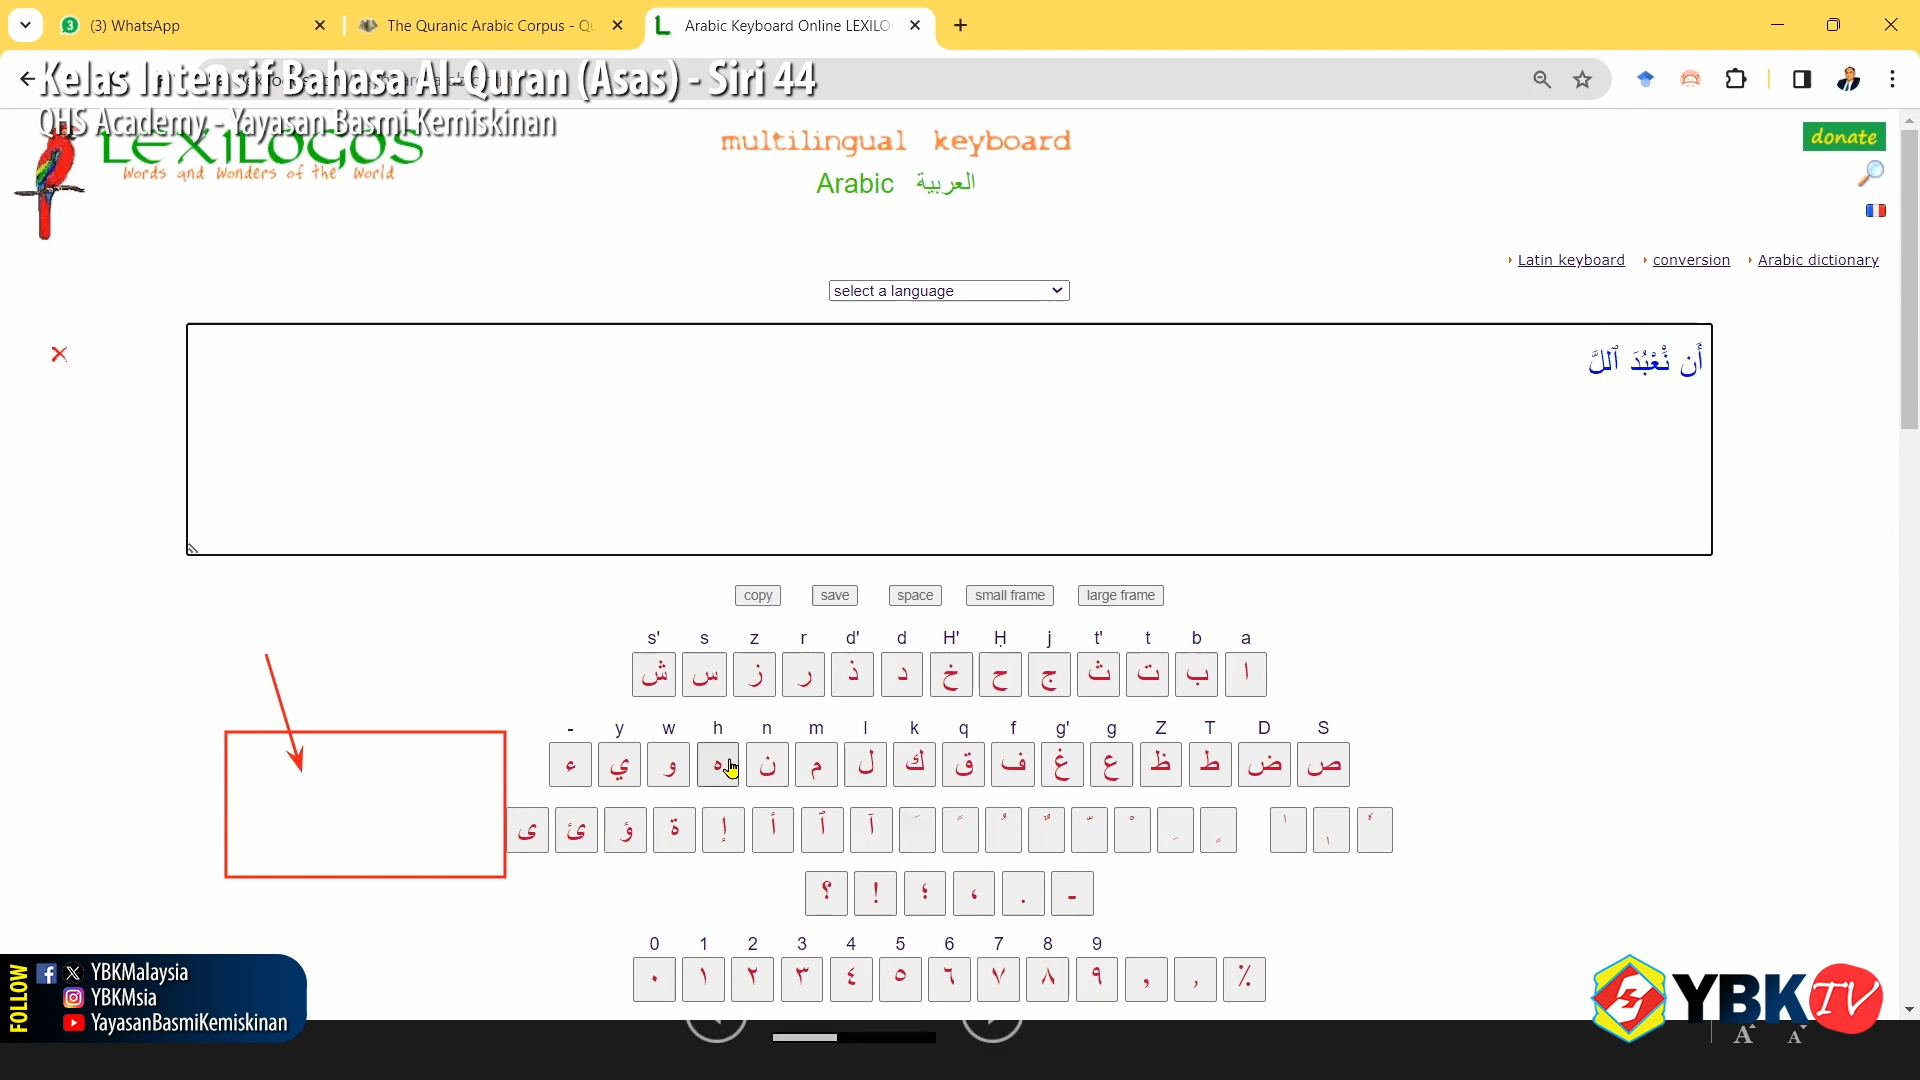 (3) WhatsApp
The Quranic Arabic Corpus - Qu
Arabic Keyboard Online LEXILO
Kelas Intensif Bahasa Al-Quran (Asas) - Siri 44
QHS Academy - Yayasan Basmi Kemiskinan
LEXILOGOS
Words and Wonders of the World
multilingual keyboard
Arabic العربية
donate
Latin keyboard conversion Arabic dictionary
select a language
أَن نَّعْبُدَ ٱللَّ
copy save space small frame large frame
s' s z r d' d H' Ḥ j t' t b a
ش س ز ر ذ د خ ح ج ث ت ب ا
- y w h n m l k q f g' g Z T D S
ء ي و ه ن م ل ك ق ف غ ع ظ ط ض ص
ى ئ ؤ ة إ أ ٱ آ
؟ ! ؛ ، . -
0 1 2 3 4 5 6 7 8 9
٠ ١ ٢ ٣ ٤ ٥ ٦ ٧ ٨ ٩ , , ٪
FOLLOW
YBKMalaysia
YBKMsia
YayasanBasmiKemiskinan
YBK TV
A A